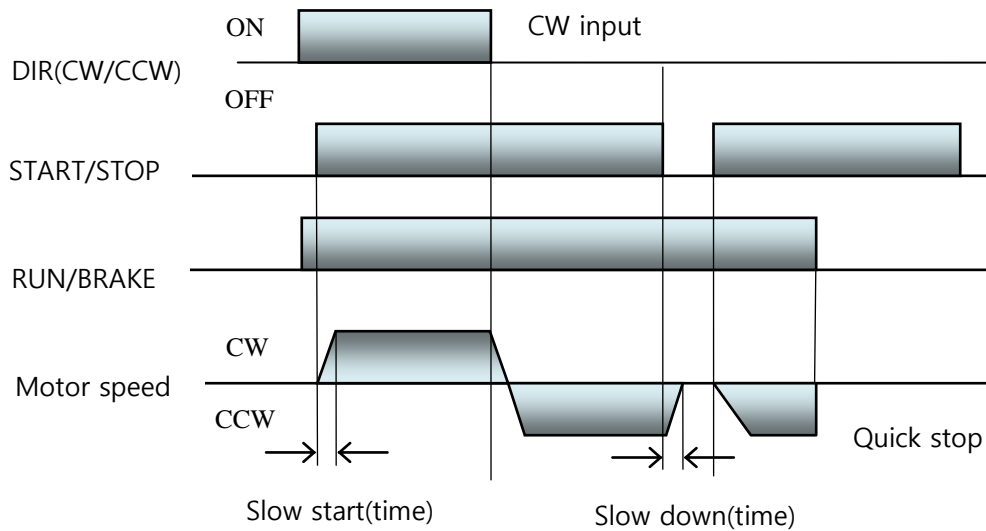 ON
CW input
DIR(CW/CCW)
OFF
START/STOP
RUN/BRAKE
CW
Motor speed
CCW
Quick stop
Slow start(time)
Slow down(time)